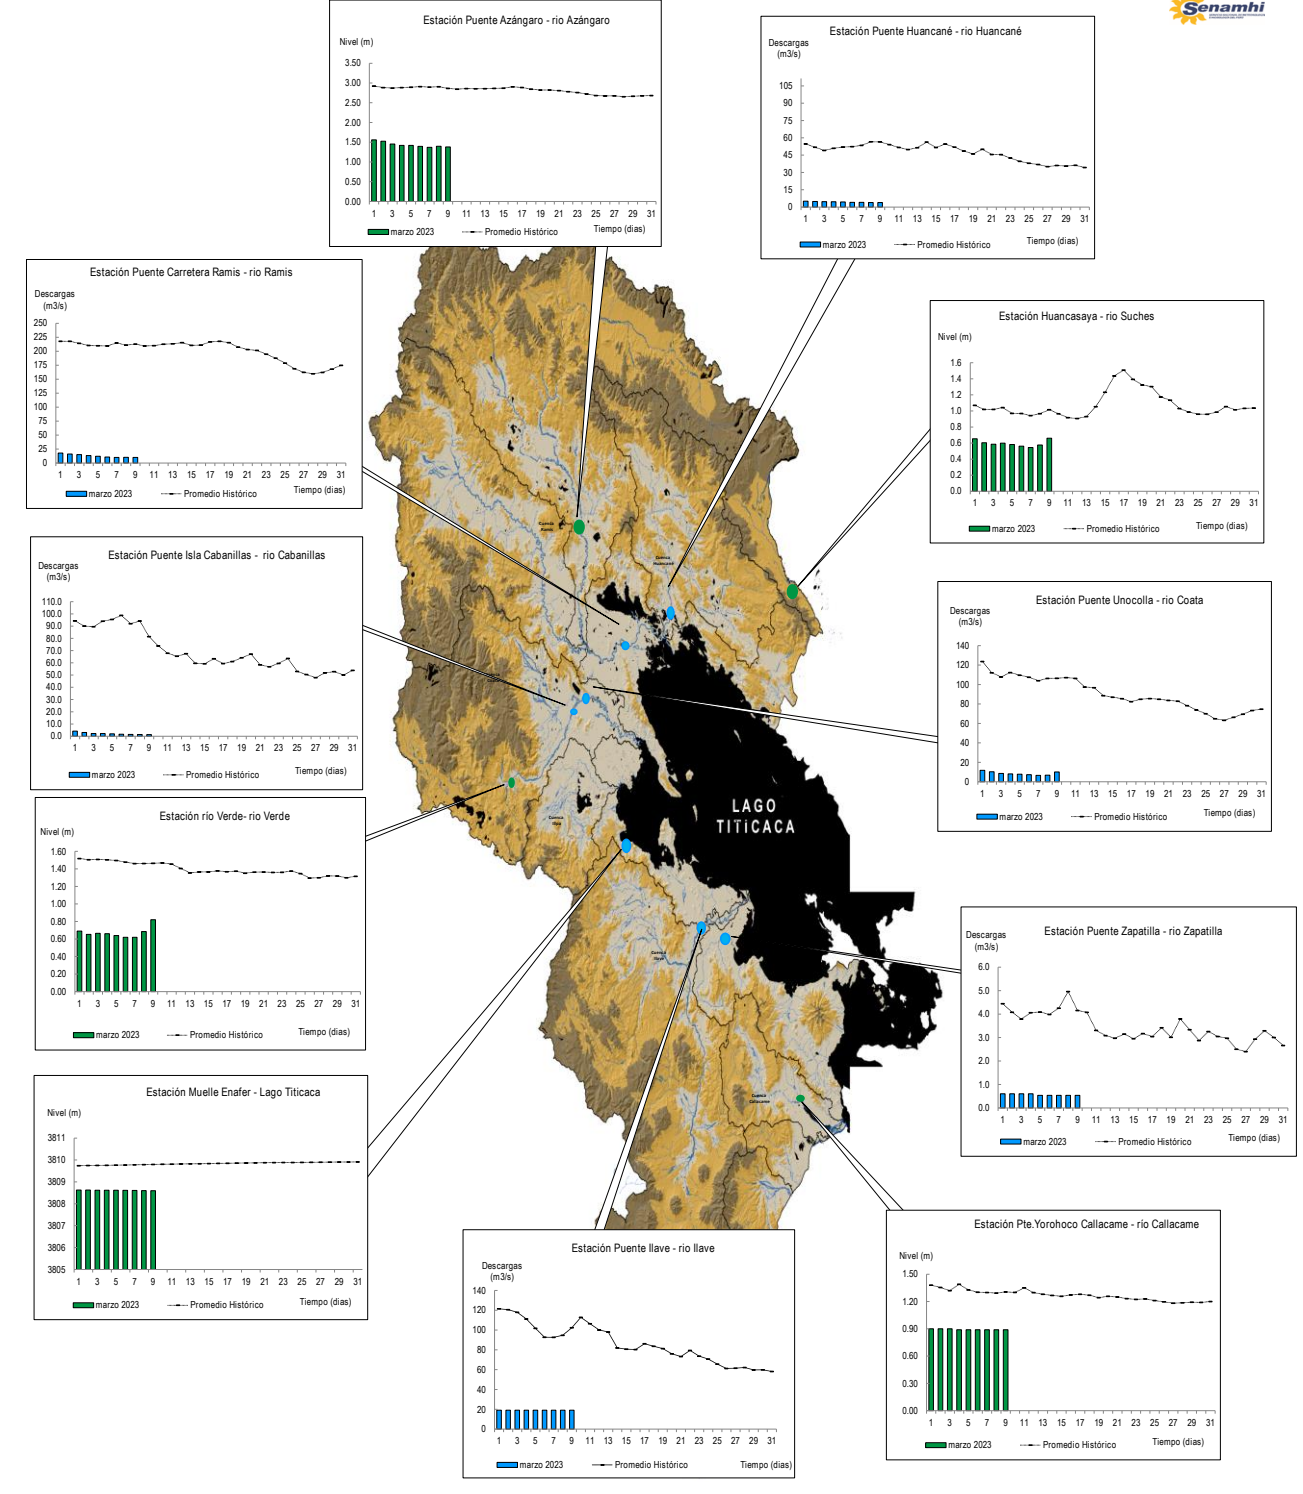 Senamhi
Estación Puente Azángaro - rio Azángaro
Nivel (m)
3.50
3.00
2.50
2.00
1.50
1.00
0.50
0.00
1 3 5 7 9 11 13 15 17 19 21 23 25 27 29 31
marzo 2023 Promedio Histórico Tiempo (dias)
Estación Puente Huancané - rio Huancané
Descargas
(m3/s)
105
90
75
60
45
30
15
0
1 3 5 7 9 11 13 15 17 19 21 23 25 27 29 31
marzo 2023 Promedio Histórico Tiempo (dias)
Estación Puente Carretera Ramis - rio Ramis
Descargas
(m3/s)
250
225
200
175
150
125
100
75
50
25
0
1 3 5 7 9 11 13 15 17 19 21 23 25 27 29 31
marzo 2023 Promedio Histórico Tiempo (dias)
Estación Huancasaya - rio Suches
Nivel (m)
1.6
1.4
1.2
1.0
0.8
0.6
0.4
0.2
0.0
1 3 5 7 9 11 13 15 17 19 21 23 25 27 29 31
marzo 2023 Promedio Histórico Tiempo (dias)
Estación Puente Isla Cabanillas - rio Cabanillas
Descargas
(m3/s)
110.0
100.0
90.0
80.0
70.0
60.0
50.0
40.0
30.0
20.0
10.0
0.0
1 3 5 7 9 11 13 15 17 19 21 23 25 27 29 31
marzo 2023 Promedio Histórico Tiempo (dias)
Estación Puente Unocolla - rio Coata
Descargas
(m3/s)
140
120
100
80
60
40
20
0
1 3 5 7 9 11 13 15 17 19 21 23 25 27 29 31
marzo 2023 Promedio Histórico Tiempo (dias)
Estación río Verde- rio Verde
Nivel (m)
1.60
1.40
1.20
1.00
0.80
0.60
0.40
0.20
0.00
1 3 5 7 9 11 13 15 17 19 21 23 25 27 29 31
marzo 2023 Promedio Histórico Tiempo (dias)
Cuenca
Ramis
Cuenca
Huancané
LAGO
TITICACA
Cuenca
Illpa
Cuenca
Ilave
Cuenca
Callacame
Estación Puente Zapatilla - rio Zapatilla
Descargas
(m3/s)
6.0
5.0
4.0
3.0
2.0
1.0
0.0
1 3 5 7 9 11 13 15 17 19 21 23 25 27 29 31
marzo 2023 Promedio Histórico Tiempo (dias)
Estación Muelle Enafer - Lago Titicaca
Nivel (m)
3811
3810
3809
3808
3807
3806
3805
1 3 5 7 9 11 13 15 17 19 21 23 25 27 29 31
marzo 2023 Promedio Histórico Tiempo (dias)
Estación Puente Ilave - rio Ilave
Descargas
(m3/s)
140
120
100
80
60
40
20
0
1 3 5 7 9 11 13 15 17 19 21 23 25 27 29 31
marzo 2023 Promedio Histórico Tiempo (dias)
Estación Pte.Yorohoco Callacame - río Callacame
Nivel (m)
1.50
1.20
0.90
0.60
0.30
0.00
1 3 5 7 9 11 13 15 17 19 21 23 25 27 29 31
marzo 2023 Promedio Histórico Tiempo (dias)